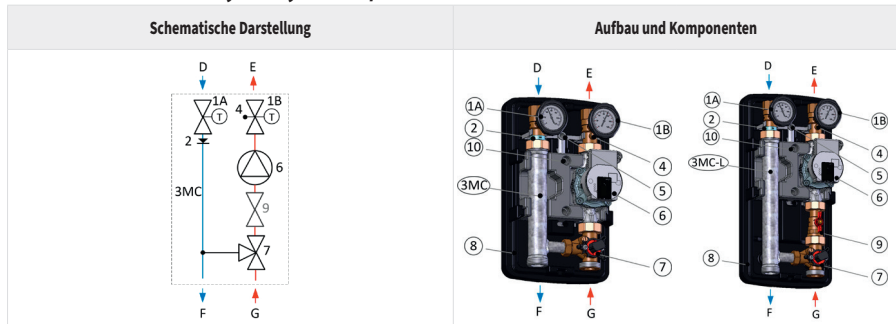 Schematische Darstellung
Aufbau und Komponenten
D E
1A 1B
4 T T
2
6
3MC
9
7
F G
D E
1A
1B
2
10
4
5
3MC
6
8
7
F G
D E
1A
1B
2
10
4
5
3MC-L
6
9
8
7
F G